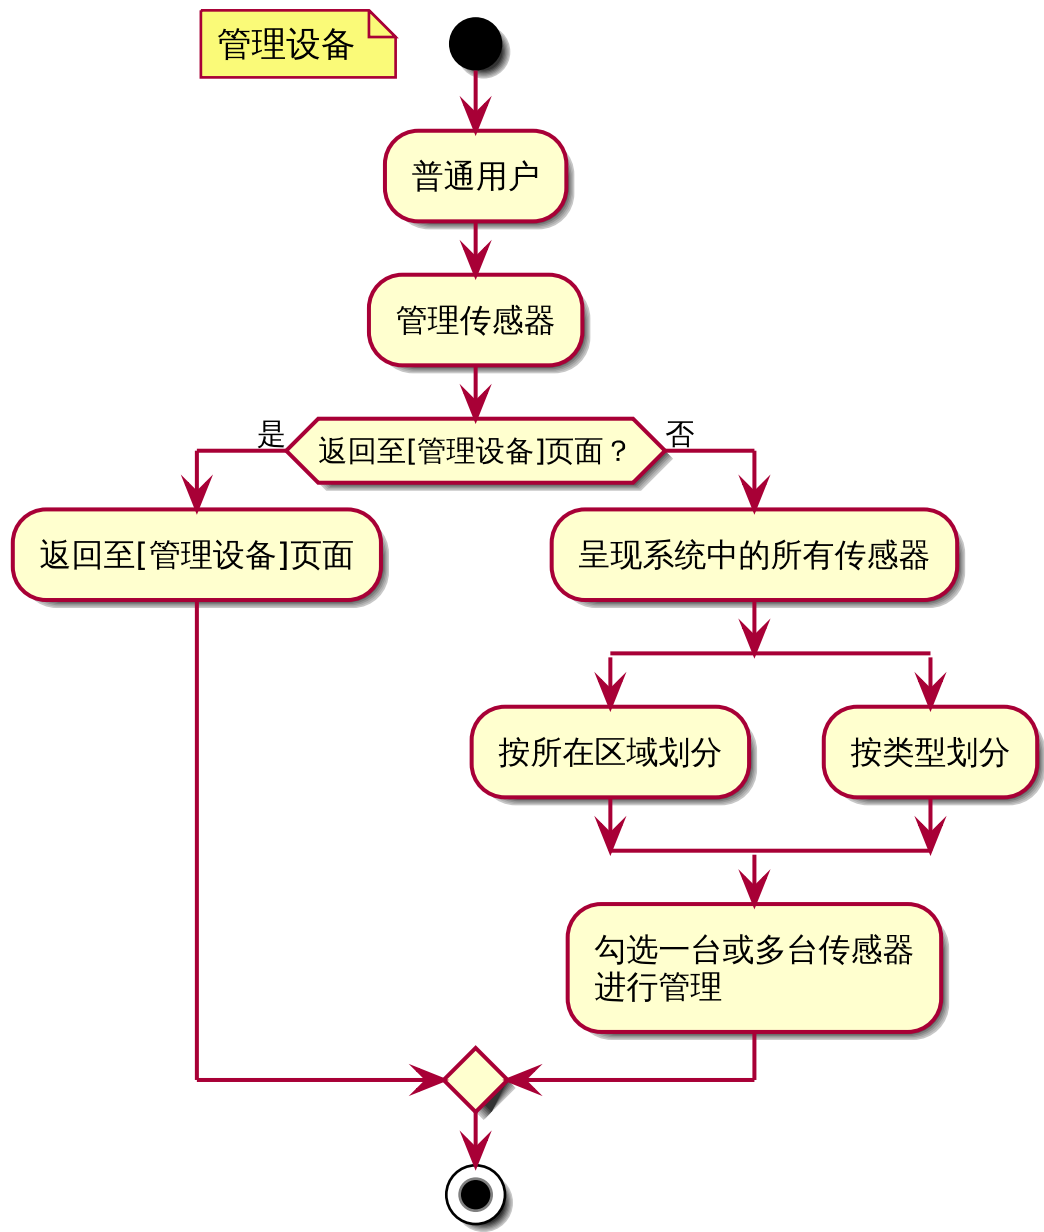 管理设备
普通用户
管理传感器
是
返回至[管理设备]页面？
否
返回至[管理设备]页面
呈现系统中的所有传感器
按所在区域划分
按类型划分
勾选一台或多台传感器
进行管理